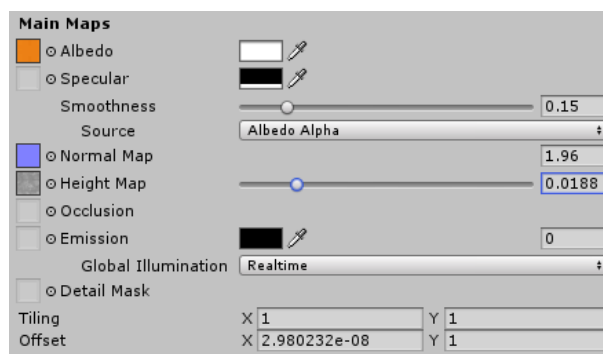 Main Maps
Albedo
Specular
Smoothness 0.15
Source Albedo Alpha
Normal Map 1.96
Height Map 0.0188
Occlusion
Emission 0
Global Illumination Realtime
Detail Mask
Tiling X 1 Y 1
Offset X 2.980232e-08 Y 1